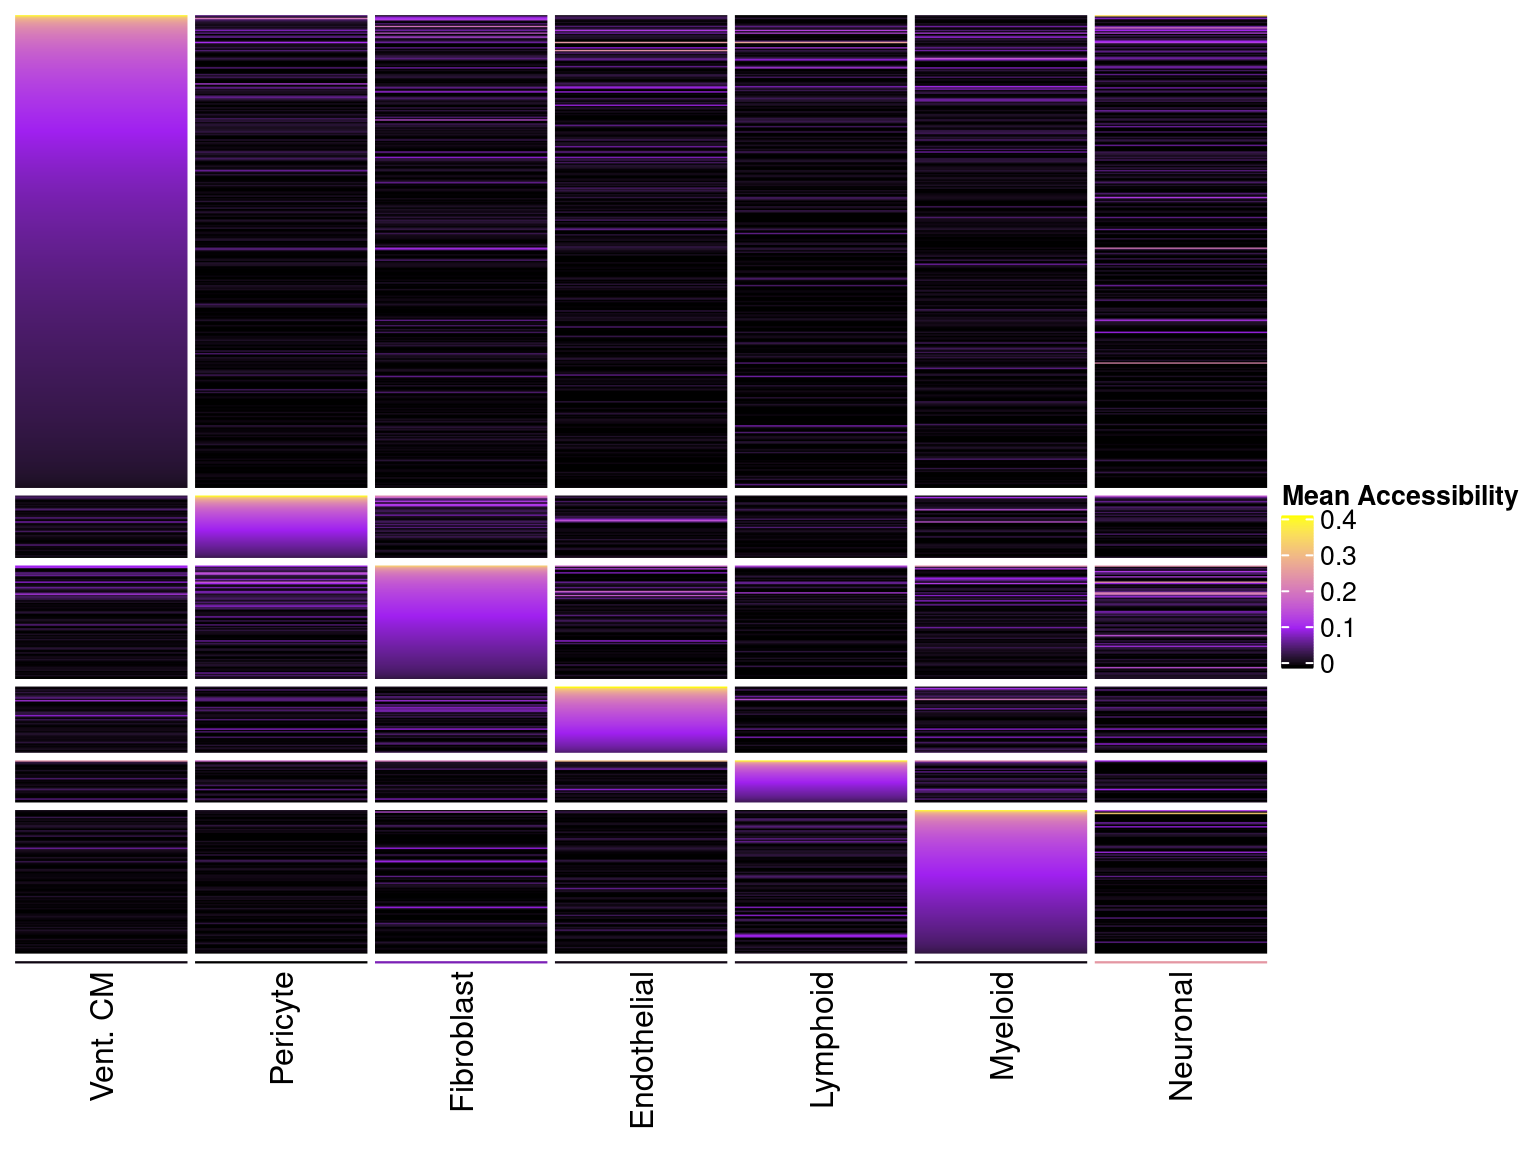 Mean Accessibility
0.4
0.3
0.2
0.1
0
Vent. CM
Pericyte
Fibroblast
Endothelial
Lymphoid
Myeloid
Neuronal